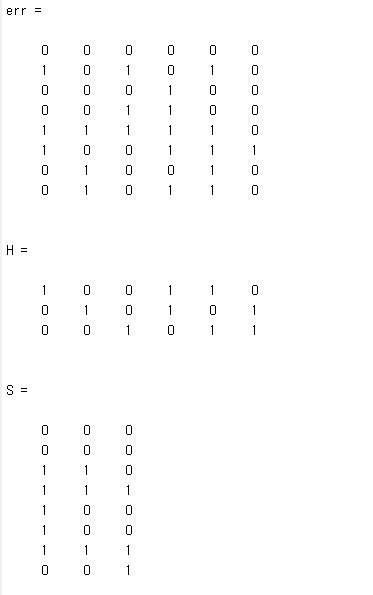 err =
0 0 0 0 0 0
1 0 1 0 1 0
0 0 0 1 0 0
0 0 1 1 0 0
1 1 1 1 1 0
1 0 0 1 1 1
0 1 0 0 1 0
0 1 0 1 1 0
H =
1 0 0 1 1 0
0 1 0 1 0 1
0 0 1 0 1 1
S =
0 0 0
0 0 0
1 1 0
1 1 1
1 0 0
1 0 0
1 1 1
0 0 1